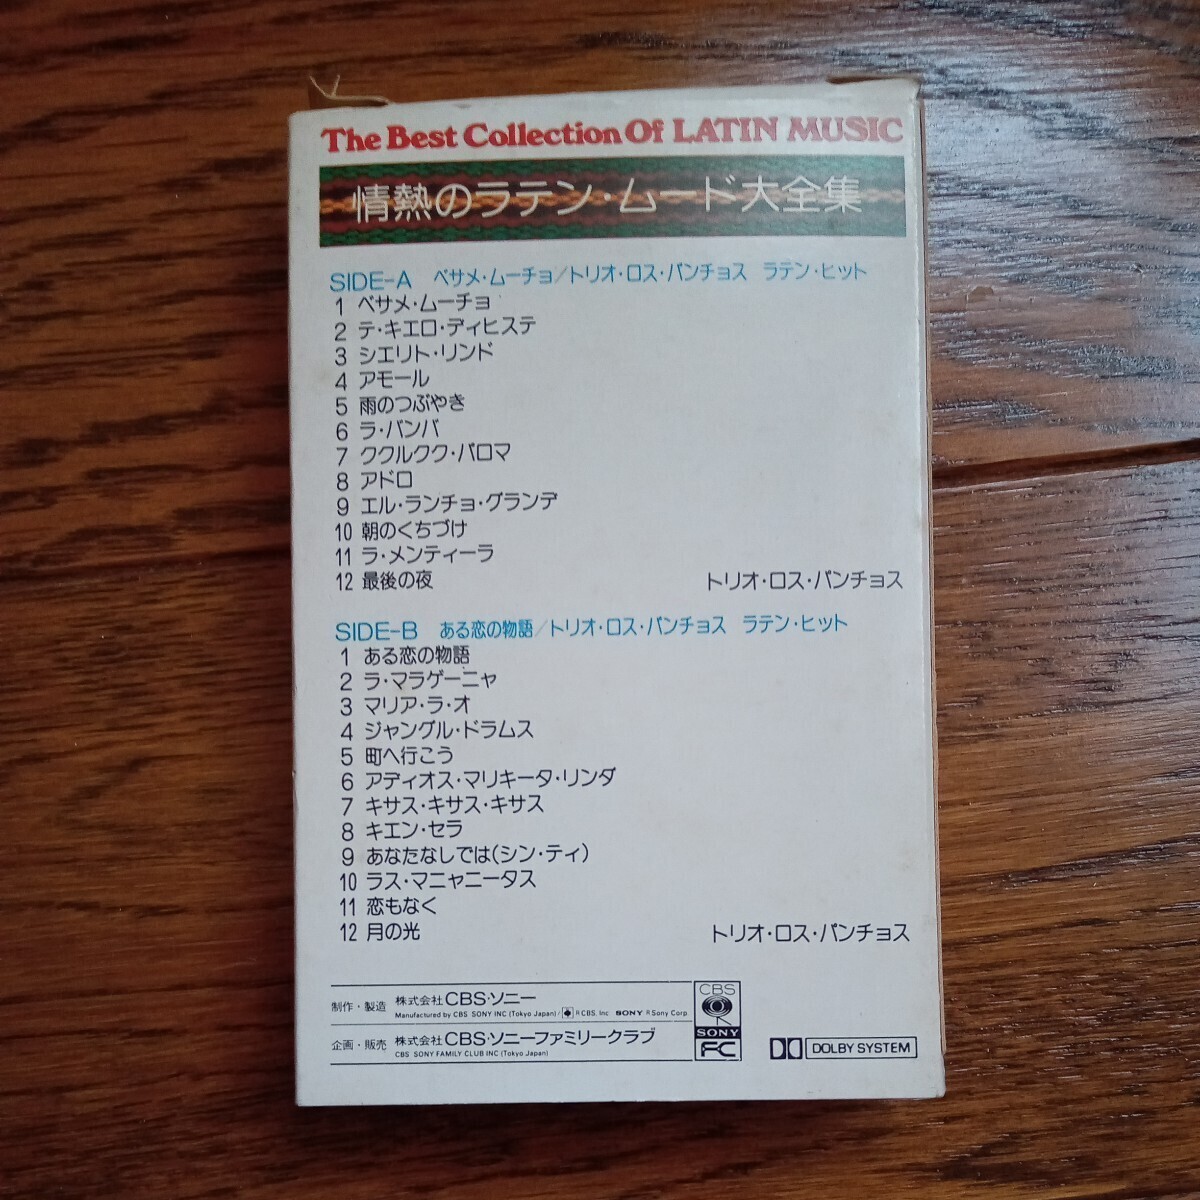 The Best Collection Of LATIN MUSIC
情熱のラテン・ムード大全集
SIDE-A ベサメ・ムーチョ/トリオ・ロス・パンチョス ラテン・ヒット
1 ベサメ・ムーチョ
2 テ・キエロ・ディヒステ
3 シエリト・リンド
4 アモール
5 雨のつぶやき
6 ラ・バンバ
7 ククルクク・パロマ
8 アドロ
9 エル・ランチョ・グランデ
10 朝のくちづけ
11 ラ・メンティーラ
12 最後の夜 トリオ・ロス・パンチョス
SIDE-B ある恋の物語/トリオ・ロス・パンチョス ラテン・ヒット
1 ある恋の物語
2 ラ・マラゲーニャ
3 マリア・ラ・オ
4 ジャングル・ドラムス
5 町へ行こう
6 アディオス・マリキータ・リンダ
7 キサス・キサス・キサス
8 キエン・セラ
9 あなたなしでは(シン・ティ)
10 ラス・マニャニータス
11 恋もなく
12 月の光 トリオ・ロス・パンチョス
制作・製造 株式会社 CBS・ソニー
Manufactured by CBS SONY INC (Tokyo Japan)/ ® CBS. Inc SONY ® Sony Corp.
企画・販売 株式会社 CBS・ソニーファミリークラブ
CBS SONY FAMILY CLUB INC (Tokyo Japan)
CBS
SONY
FC
DOLBY SYSTEM